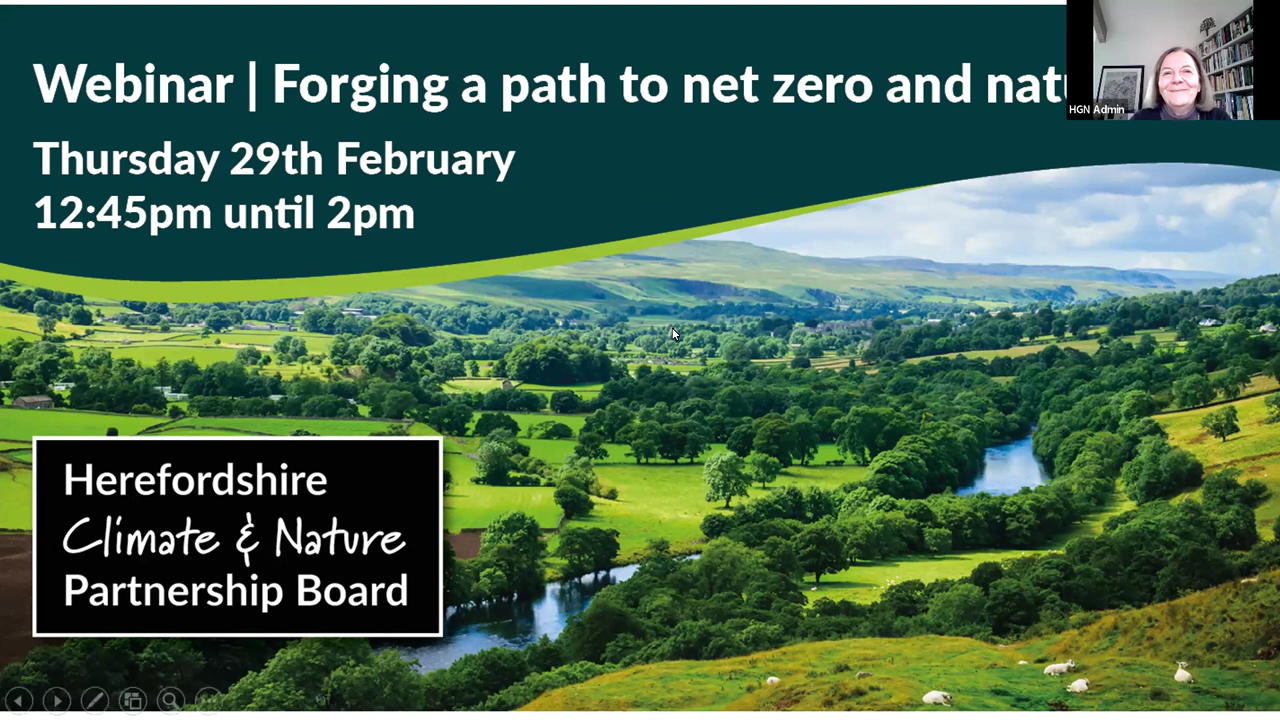 Webinar | Forging a path to net zero and
Thursday 29th February
12:45pm until 2pm
HGN Admin
Herefordshire
Climate & Nature
Partnership Board